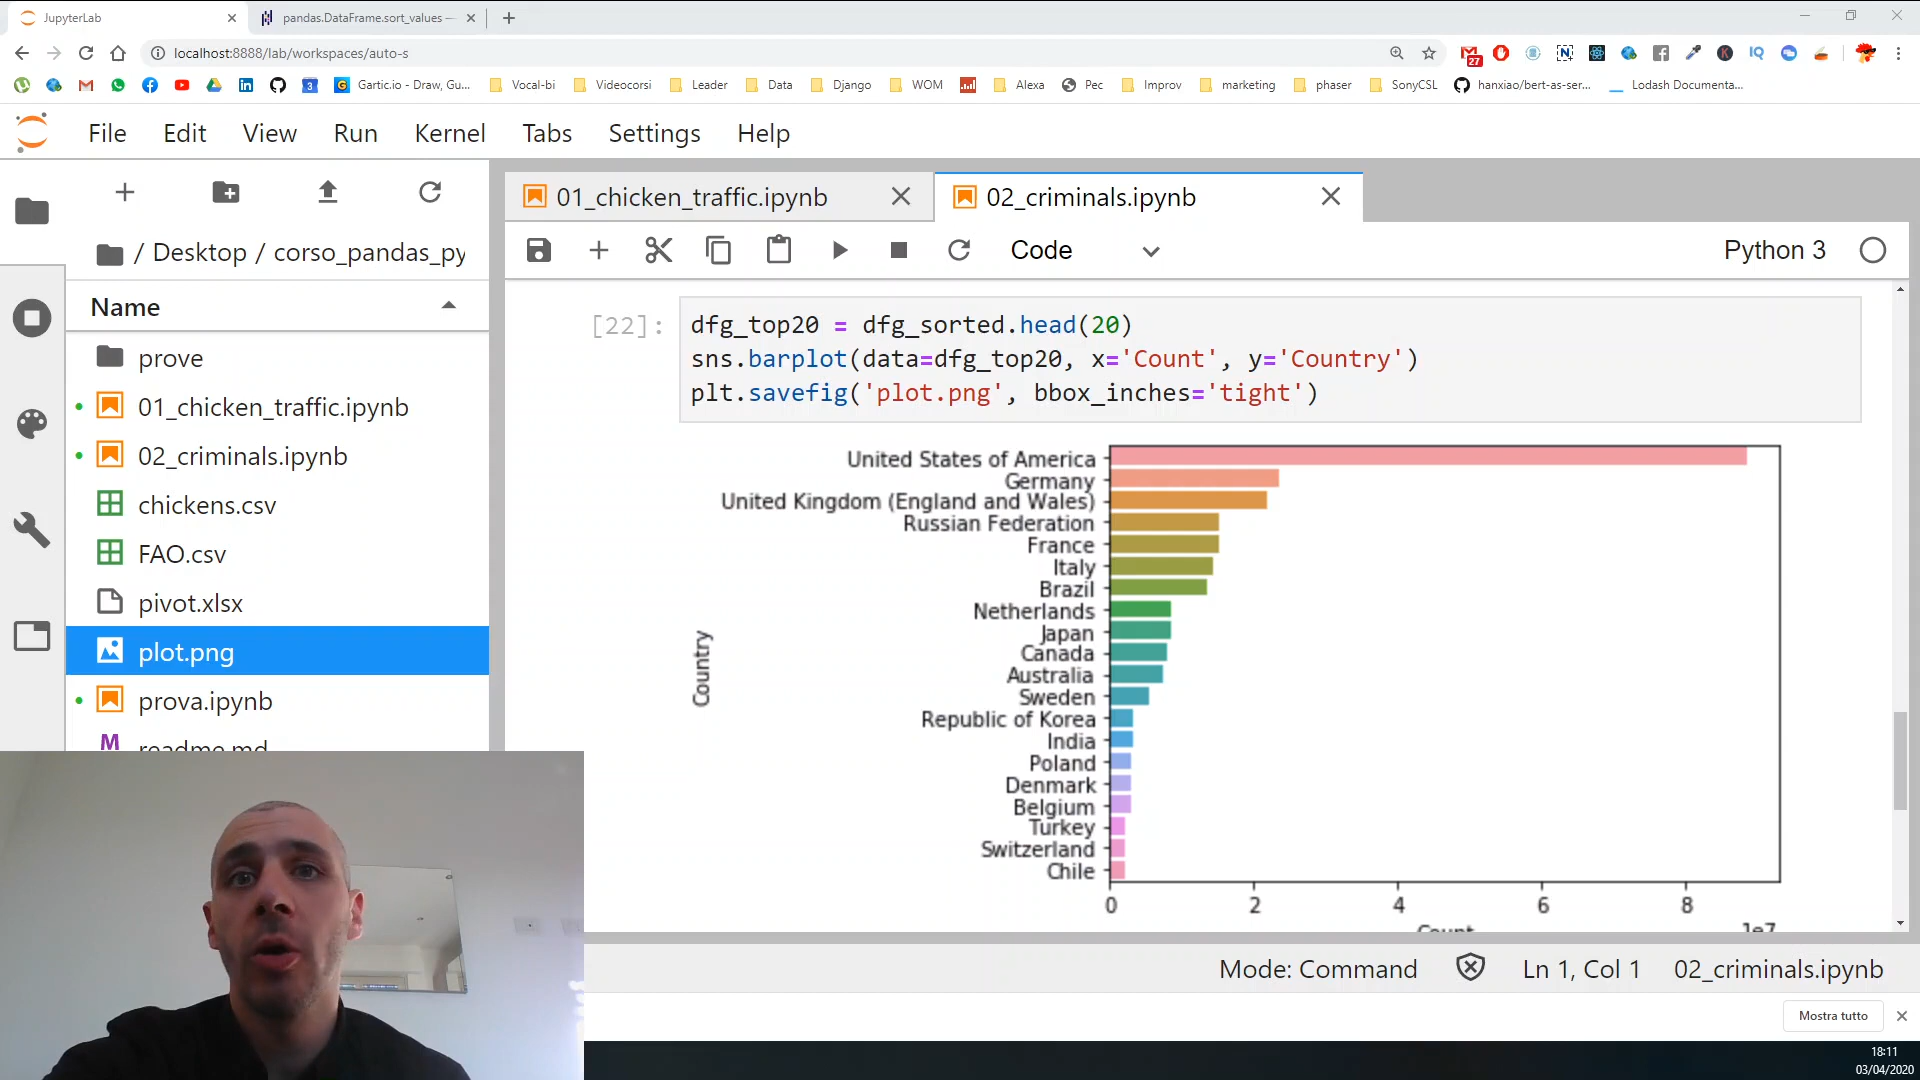 JupyterLab
pandas.DataFrame.sort_values
localhost:8888/lab/workspaces/auto-s
27
IQ
3
Gartic.io - Draw, Gu...
Vocal-bi
Videocorsi
Leader
Data
Django
WOM
Alexa
Pec
Improv
marketing
phaser
SonyCSL
hanxiao/bert-as-ser...
Lodash Documenta...
File Edit View Run Kernel Tabs Settings Help
/ Desktop / corso_pandas_py
Name
prove
01_chicken_traffic.ipynb
02_criminals.ipynb
chickens.csv
FAO.csv
pivot.xlsx
plot.png
prova.ipynb
readme.md
01_chicken_traffic.ipynb
02_criminals.ipynb
Code
Python 3
[22]:
dfg_top20 = dfg_sorted.head(20)
sns.barplot(data=dfg_top20, x='Count', y='Country')
plt.savefig('plot.png', bbox_inches='tight')
Country
United States of America
Germany
United Kingdom (England and Wales)
Russian Federation
France
Italy
Brazil
Netherlands
Japan
Canada
Australia
Sweden
Republic of Korea
India
Poland
Denmark
Belgium
Turkey
Switzerland
Chile
0 2 4 6 8
Count
1e7
Mode: Command
Ln 1, Col 1
02_criminals.ipynb
Mostra tutto
18:11
03/04/2020